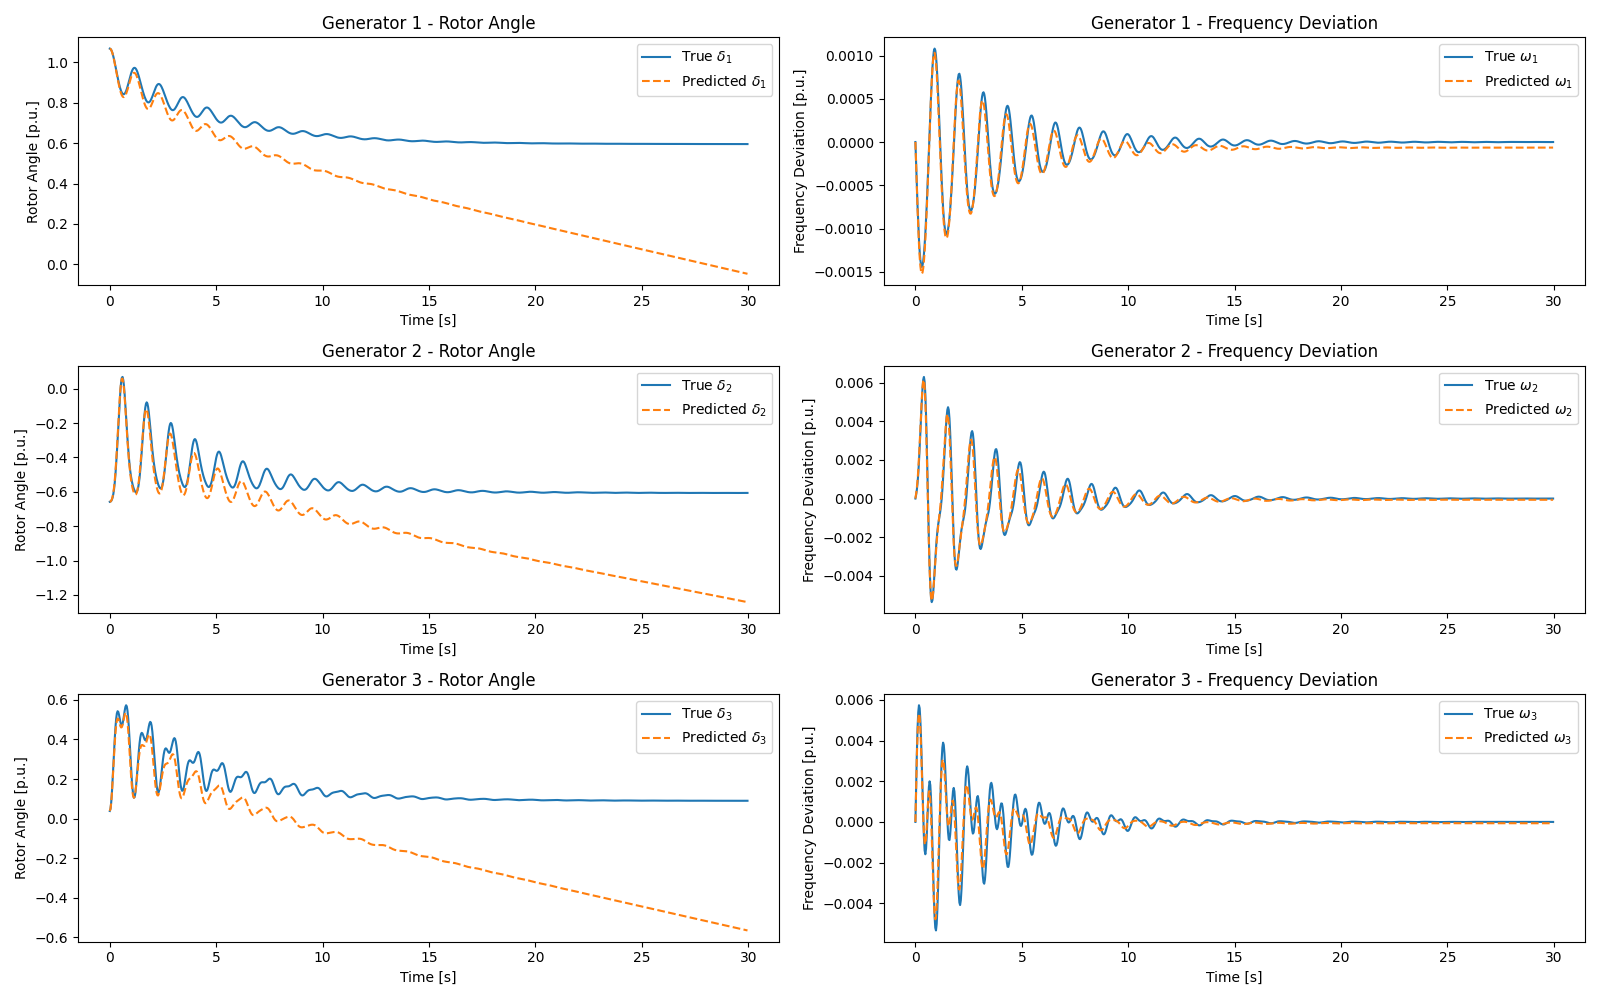 Generator 1 - Rotor Angle
Rotor Angle [p.u.]
1.0
0.8
0.6
0.4
0.2
0.0
True δ₁
Predicted δ₁
0 5 10 15 20 25 30
Time [s]
Generator 1 - Frequency Deviation
Frequency Deviation [p.u.]
0.0010
0.0005
0.0000
−0.0005
−0.0010
−0.0015
True ω₁
Predicted ω₁
0 5 10 15 20 25 30
Time [s]
Generator 2 - Rotor Angle
Rotor Angle [p.u.]
0.0
−0.2
−0.4
−0.6
−0.8
−1.0
−1.2
True δ₂
Predicted δ₂
0 5 10 15 20 25 30
Time [s]
Generator 2 - Frequency Deviation
Frequency Deviation [p.u.]
0.006
0.004
0.002
0.000
−0.002
−0.004
True ω₂
Predicted ω₂
0 5 10 15 20 25 30
Time [s]
Generator 3 - Rotor Angle
Rotor Angle [p.u.]
0.6
0.4
0.2
0.0
−0.2
−0.4
−0.6
True δ₃
Predicted δ₃
0 5 10 15 20 25 30
Time [s]
Generator 3 - Frequency Deviation
Frequency Deviation [p.u.]
0.006
0.004
0.002
0.000
−0.002
−0.004
True ω₃
Predicted ω₃
0 5 10 15 20 25 30
Time [s]